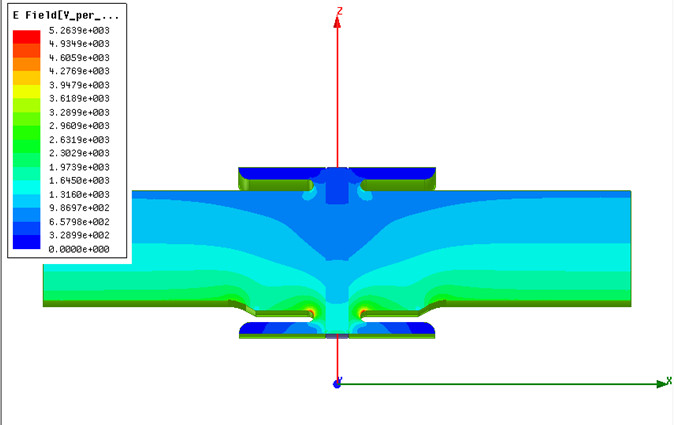 E Field[V_per_...
5.2639e+003
4.9349e+003
4.6059e+003
4.2769e+003
3.9479e+003
3.6189e+003
3.2899e+003
2.9609e+003
2.6319e+003
2.3029e+003
1.9739e+003
1.6450e+003
1.3160e+003
9.8697e+002
6.5798e+002
3.2899e+002
0.0000e+000
Z
Y
X